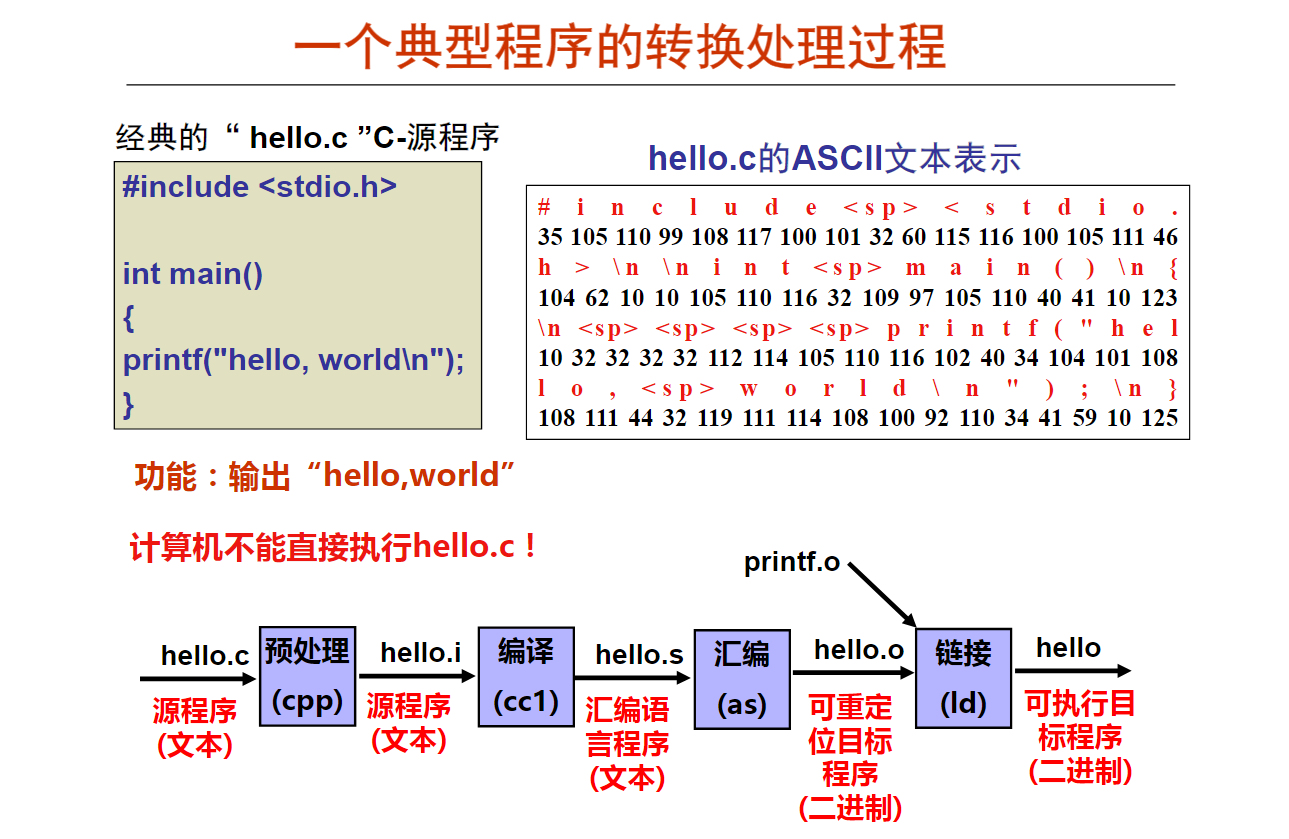 一个典型程序的转换处理过程
经典的“ hello.c ”C-源程序
#include <stdio.h>
int main()
{
printf("hello, world\n");
}
hello.c的ASCII文本表示
# i n c l u d e <sp> < s t d i o .
35 105 110 99 108 117 100 101 32 60 115 116 100 105 111 46
h > \n \n i n t <sp> m a i n ( ) \n {
104 62 10 10 105 110 116 32 109 97 105 110 40 41 10 123
\n <sp> <sp> <sp> <sp> p r i n t f ( " h e l
10 32 32 32 32 112 114 105 110 116 102 40 34 104 101 108
l o , <sp> w o r l d \ n " ) ; \n }
108 111 44 32 119 111 114 108 100 92 110 34 41 59 10 125
功能：输出“hello,world”
计算机不能直接执行hello.c！
printf.o
hello.c
源程序
(文本)
预处理
(cpp)
hello.i
源程序
(文本)
编译
(cc1)
hello.s
汇编语
言程序
(文本)
汇编
(as)
hello.o
可重定
位目标
程序
(二进制)
链接
(ld)
hello
可执行目
标程序
(二进制)